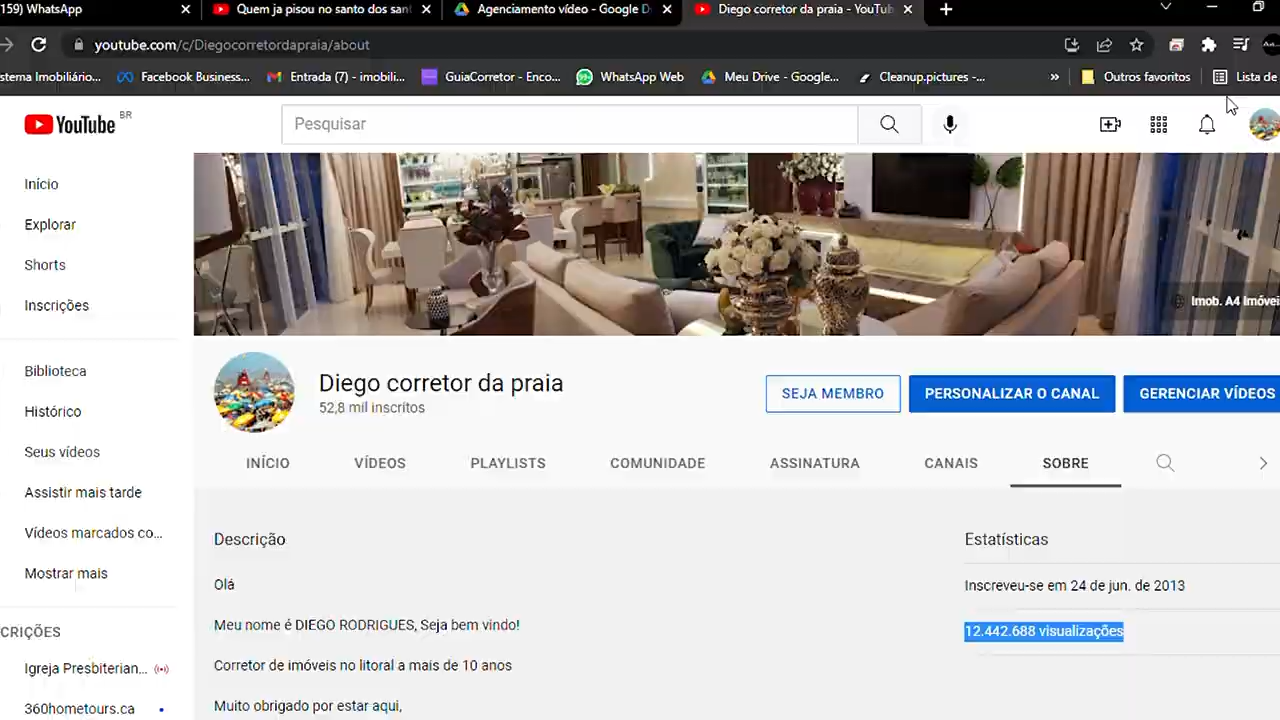 159) WhatsApp
Quem ja pisou no santo dos san
Agenciamento vídeo - Google D
Diego corretor da praia - YouTub
youtube.com/c/Diegocorretordapraia/about
stema Imobiliário...
Facebook Business...
Entrada (7) - imobili...
GuiaCorretor - Enco...
WhatsApp Web
Meu Drive - Google...
Cleanup.pictures -...
»
Outros favoritos
Lista de
YouTube BR
Pesquisar
Início
Explorar
Shorts
Inscrições
Biblioteca
Histórico
Seus vídeos
Assistir mais tarde
Vídeos marcados co...
Mostrar mais
CRIÇÕES
Igreja Presbiterian...
360hometours.ca
Imob. A4 Imóvei
Diego corretor da praia
52,8 mil inscritos
SEJA MEMBRO
PERSONALIZAR O CANAL
GERENCIAR VÍDEOS
INÍCIO
VÍDEOS
PLAYLISTS
COMUNIDADE
ASSINATURA
CANAIS
SOBRE
Descrição
Olá
Meu nome é DIEGO RODRIGUES, Seja bem vindo!
Corretor de imóveis no litoral a mais de 10 anos
Muito obrigado por estar aqui,
Estatísticas
Inscreveu-se em 24 de jun. de 2013
12.442.688 visualizações